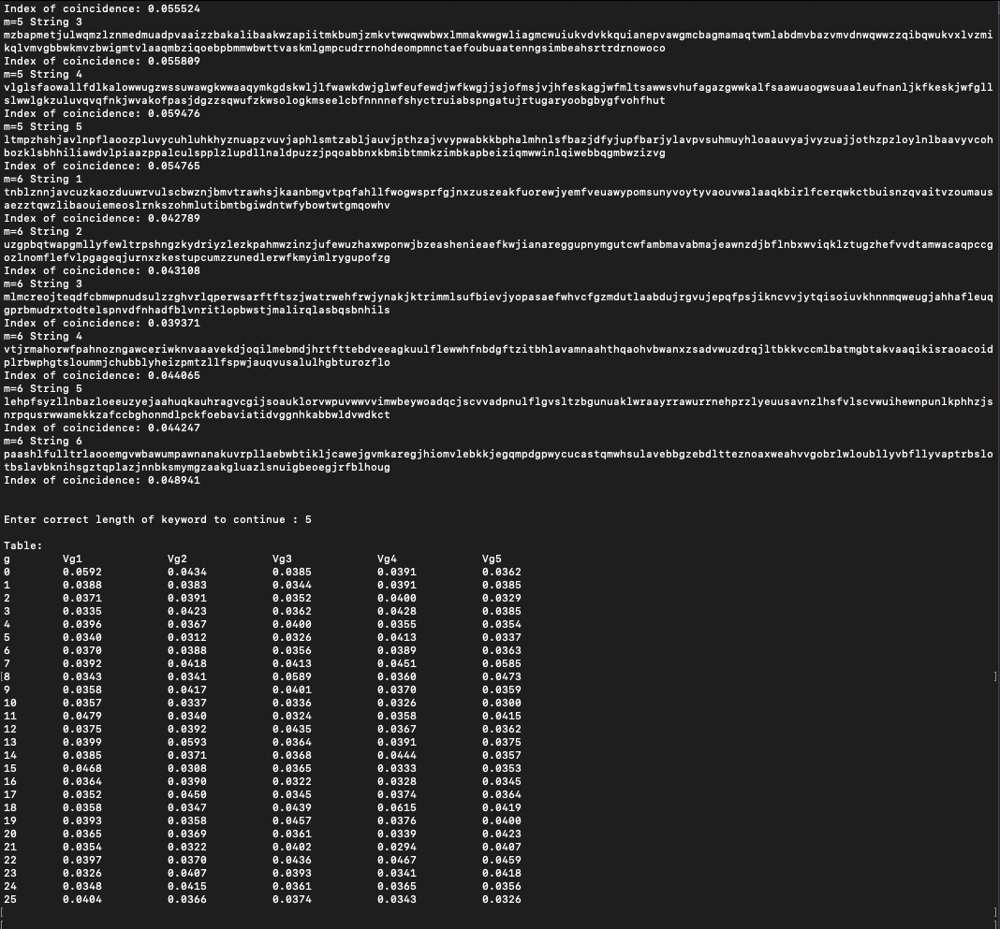 Index of coincidence: 0.055524
m=5 String 3
mzbapmetjulwqmzlznmedmuadpvaaizzbakalibaakwzapiitmkbumjzmkvtwwqwwbwxlmmakwwgwliagmcwuiukvdvkkquianepvawgmcbagmamaqtwmlabdmvbazvmvdnwqwwzzqibqwukvxlvzmi
kqlvmvgbbwkmvzbwigmtvlaaqmbziqoebpbmmwbwttvaskmlgmpcudrrnohdeompmnctaefoubuaatenngsimbeahsrtrdrnowoco
Index of coincidence: 0.055809
m=5 String 4
vlglsfaowallfdlkalowwugzwssuwawgkwwaaqymkgdskwljlfwawkdwjglwfeufewdjwfkwgjjsjofmsjvjhfeskagjwfmltsawwsvhufagazgwwkalfsaawuaogwsuaaleufnanljkfkeskjwfgll
slwwlgkzuluvqvqfnkjwvakofpasjdgzzsqwufzkwsologkmseelcbfnnnnefshyctruiabspngatujrtugaryoobgbygfvohfhut
Index of coincidence: 0.059476
m=5 String 5
ltmpzhshjavlnpflaoozpluvycuhluhkhyznuapzvuvjaphlsmtzabljauvjpthzajvvypwabkkbphalmhnlsfbazjdfyjupfbarjylavpvsuhmuyhloaauvyajvyzuajjothzpzloylnlbaavyvcoh
bozklsbhhiliawdvlpiaazppalculspplzlupdllnaldpuzzjpqoabbnxkbmibtmmkzimbkapbeiziqmwwinlqiwebbqgmbwzizvg
Index of coincidence: 0.054765
m=6 String 1
tnblznnjavcuzkaozduuwrvulscbwznjbmvtrawhsjkaanbmgvtpqfahllfwogwsprfgjnxzuszeakfuorewjyemfveuawypomsunyvoytyvaouvwalaaqkbirlfcerqwkctbuisnzqvaitvzoumaus
aezztqwzlibaouiemeoslrnkszohmlutibmtbgiwdntwfybowtwtgmqowhv
Index of coincidence: 0.042789
m=6 String 2
uzgpbqtwapgmllyfewltrpshngzkydriyzlezkpahmwzinzjufewuzhaxwponwjbzeashenieaefkwjianareggupnymgutcwfambmavabmajeawnzdjbflnbxwviqklztugzhefvvdtamwacaqpccg
ozlnomflefvlpgageqjurnxzkestupcumzzunedlerwfkmyimlrygupofzg
Index of coincidence: 0.043108
m=6 String 3
mlmcreojteqdfcbmwpnudsulzzghvrlqperwsarftftszjwatrwehfrwjynakjktrimmlsufbievjyopasaefwhvcfgzmdutlaabdujrgvujepqfpsjikncvvjytqisoiuvkhnnmqweugjahhafleuq
gprbmudrxtodtelspnvdfnhadfblvnritlopbwstjmalirqlasbqsbnhils
Index of coincidence: 0.039371
m=6 String 4
vtjrmahorwfpahnozngawceriwknvaaavekdjoqilmebmdjhrtfttebdveeagkuulflewwhfnbdgftzitbhlavamnaahthqaohvbwanxzsadvwuzdrqjltbkkvccmlbatmgbtakvaaqikisraoacoid
plrbwphgtsloummjchubblyheizpmtzllfspwjauqvusalulhgbturozflo
Index of coincidence: 0.044065
m=6 String 5
lehpfsyzllnbazloeeuzyejaahuqkauhragvcgijsoauklorvwpuvwwvvimwbeywoadqcjscvvadpnulflgvsltzbgunuaklwraayrrawurrnehprzlyeuusavnzlhsfvlscvwuihewnpunlkphhzjs
nrpqusrwwamekkzafccbghonmdlpckfoebaviatidvggnhkabbwldvwdkct
Index of coincidence: 0.044247
m=6 String 6
paashlfulltrlaooemgvwbawumpawnanakuvrpllaebwbtikljcawejgvmkaregjhiomvlebkkjegqmpdgpwycucastqmwhsulavebbgzebdltteznoaxweahvvgobrlwloubllyvbfllyvaptrbslo
tbslavbknihsgztqplazjnnbksmymgzaakgluazlsnuigbeoegjrfblhoug
Index of coincidence: 0.048941
Enter correct length of keyword to continue : 5
Table:
g Vg1 Vg2 Vg3 Vg4 Vg5
0 0.0592 0.0434 0.0385 0.0391 0.0362
1 0.0388 0.0383 0.0344 0.0391 0.0385
2 0.0371 0.0391 0.0352 0.0400 0.0329
3 0.0335 0.0423 0.0362 0.0428 0.0385
4 0.0396 0.0367 0.0400 0.0355 0.0354
5 0.0340 0.0312 0.0326 0.0413 0.0337
6 0.0370 0.0388 0.0356 0.0389 0.0363
7 0.0392 0.0418 0.0413 0.0451 0.0585
[8 0.0343 0.0341 0.0589 0.0360 0.0473 ]
9 0.0358 0.0417 0.0401 0.0370 0.0359
10 0.0357 0.0337 0.0336 0.0326 0.0300
11 0.0479 0.0340 0.0324 0.0358 0.0415
12 0.0375 0.0392 0.0435 0.0367 0.0362
13 0.0399 0.0593 0.0364 0.0391 0.0375
14 0.0385 0.0371 0.0368 0.0444 0.0357
15 0.0468 0.0308 0.0365 0.0333 0.0353
16 0.0364 0.0390 0.0322 0.0328 0.0345
17 0.0352 0.0450 0.0345 0.0374 0.0364
18 0.0358 0.0347 0.0439 0.0615 0.0419
19 0.0393 0.0358 0.0457 0.0376 0.0400
20 0.0365 0.0369 0.0361 0.0339 0.0423
21 0.0354 0.0322 0.0402 0.0294 0.0407
22 0.0397 0.0370 0.0436 0.0467 0.0459
23 0.0326 0.0407 0.0393 0.0341 0.0418
24 0.0348 0.0415 0.0361 0.0365 0.0356
25 0.0404 0.0366 0.0374 0.0343 0.0326
[ ]
[ ]